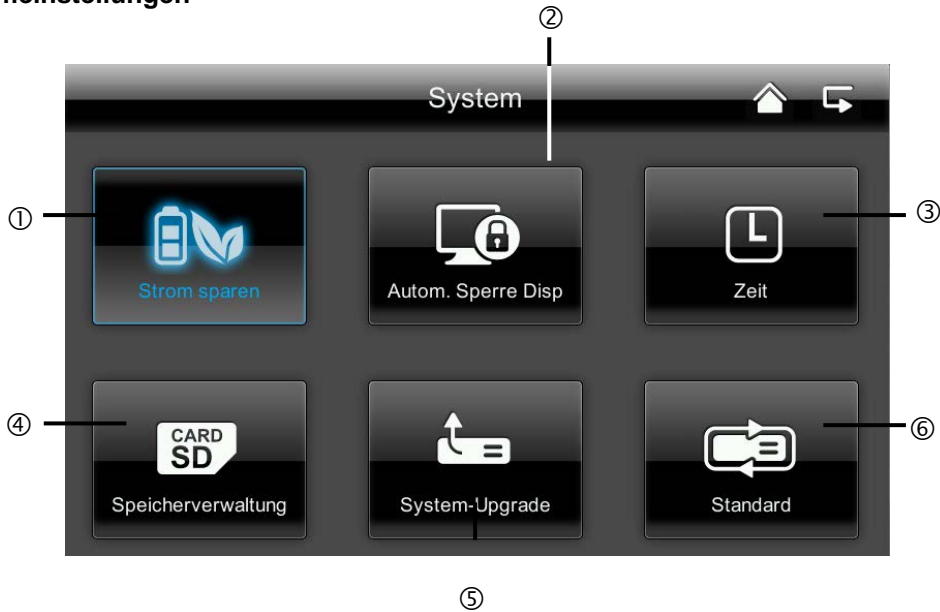 ②
System
① ③
Strom sparen Autom. Sperre Disp Zeit
④ CARD ⑥
SD
Speicherverwaltung System-Upgrade Standard
⑤